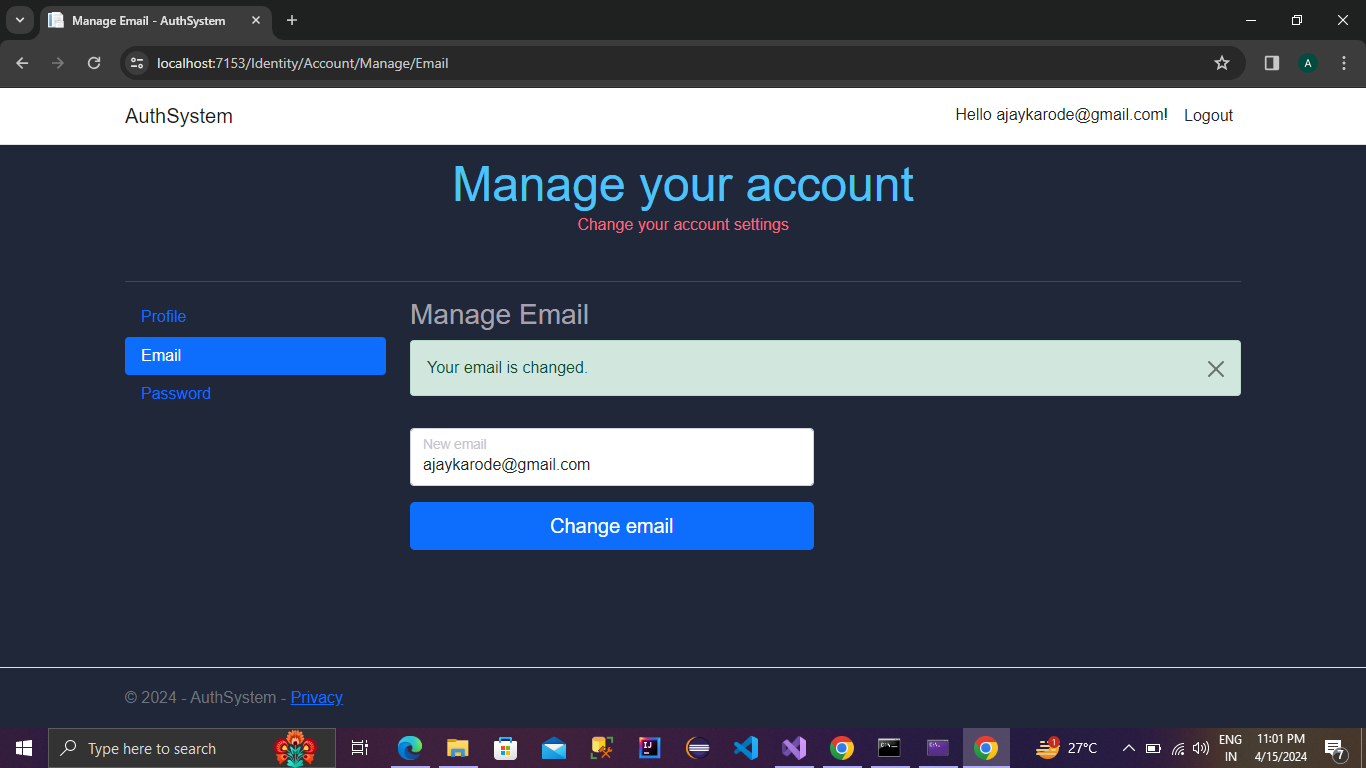 Manage Email - AuthSystem
localhost:7153/Identity/Account/Manage/Email
A
AuthSystem
Hello ajaykarode@gmail.com! Logout
Manage your account
Change your account settings
Profile
Email
Password
Manage Email
Your email is changed.
New email
ajaykarode@gmail.com
Change email
© 2024 - AuthSystem - Privacy
Type here to search
1
27°C
ENG
IN
11:01 PM
4/15/2024
7